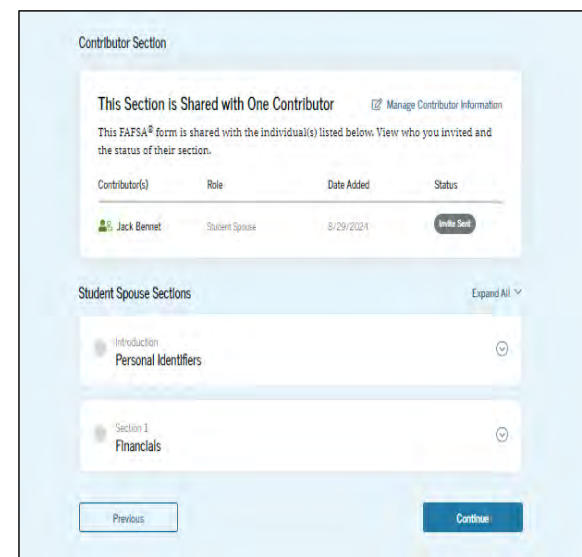 Contributor Section
This Section is Shared with One Contributor Manage Contributor Information
This FAFSA® form is shared with the individual(s) listed below. View who you invited and
the status of their section.
Contributor(s) Role Date Added Status
Jack Bennet Student Spouse 8/29/2024 Invite Sent
Student Spouse Sections Expand All
Introduction
Personal Identifiers
Section 1
Financials
Previous Continue